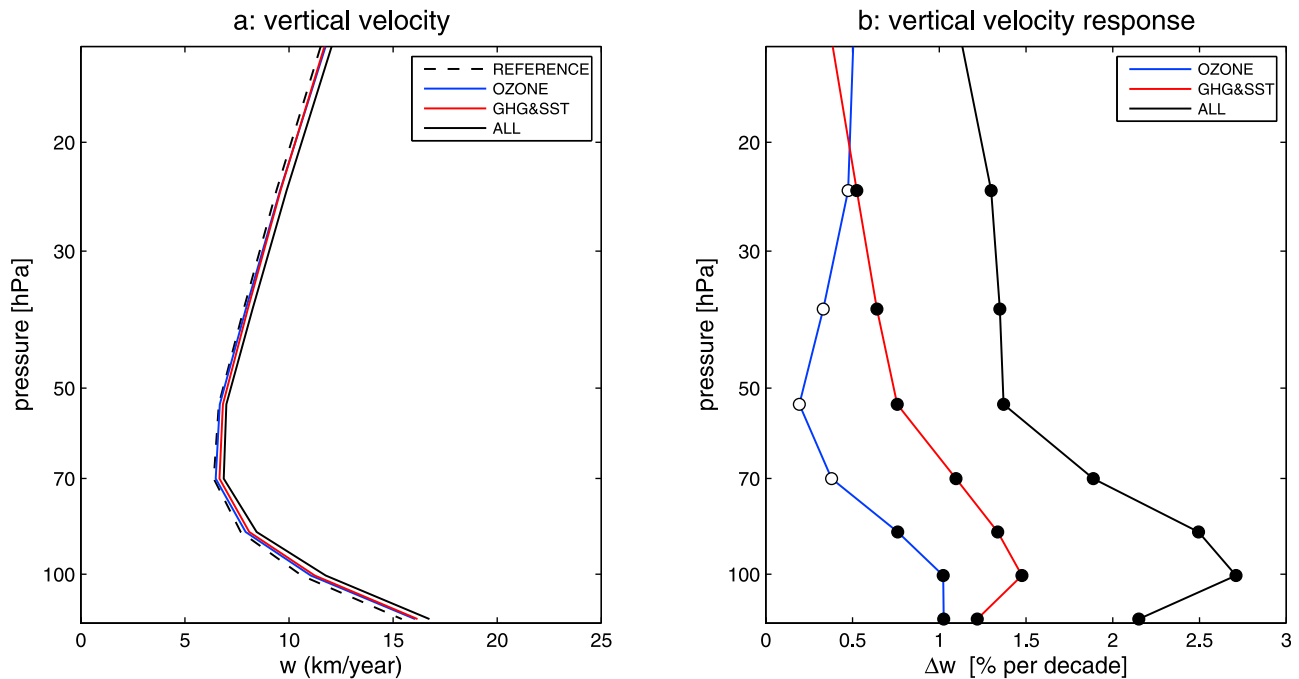 a: vertical velocity
REFERENCE
OZONE
GHG&SST
ALL
20
30
50
70
100
pressure [hPa]
0
5
10
15
20
25
w (km/year)
b: vertical velocity response
OZONE
GHG&SST
ALL
20
30
50
70
100
pressure [hPa]
0
0.5
1
1.5
2
2.5
3
Δw [% per decade]